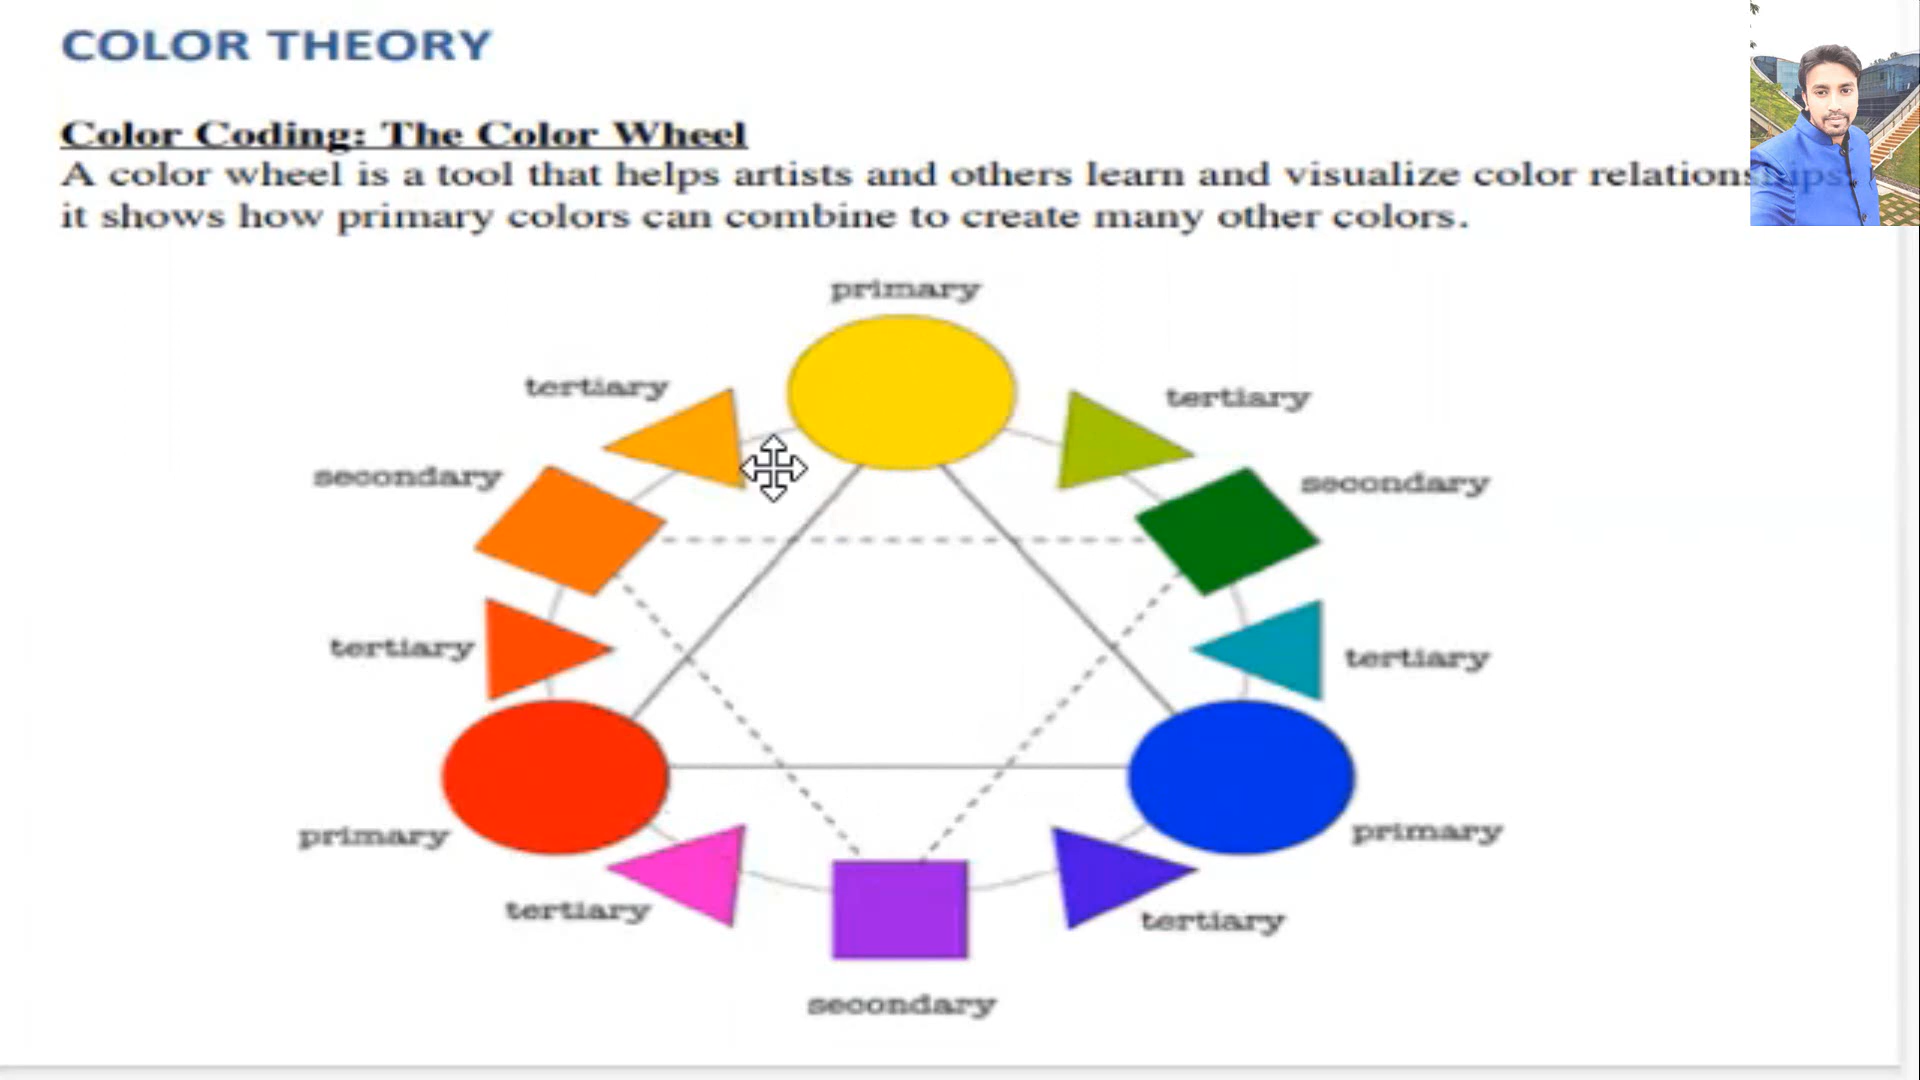 COLOR THEORY
Color Coding: The Color Wheel
A color wheel is a tool that helps artists and others learn and visualize color relationships;
it shows how primary colors can combine to create many other colors.
primary
tertiary
tertiary
secondary
secondary
tertiary
tertiary
primary
primary
tertiary
tertiary
secondary